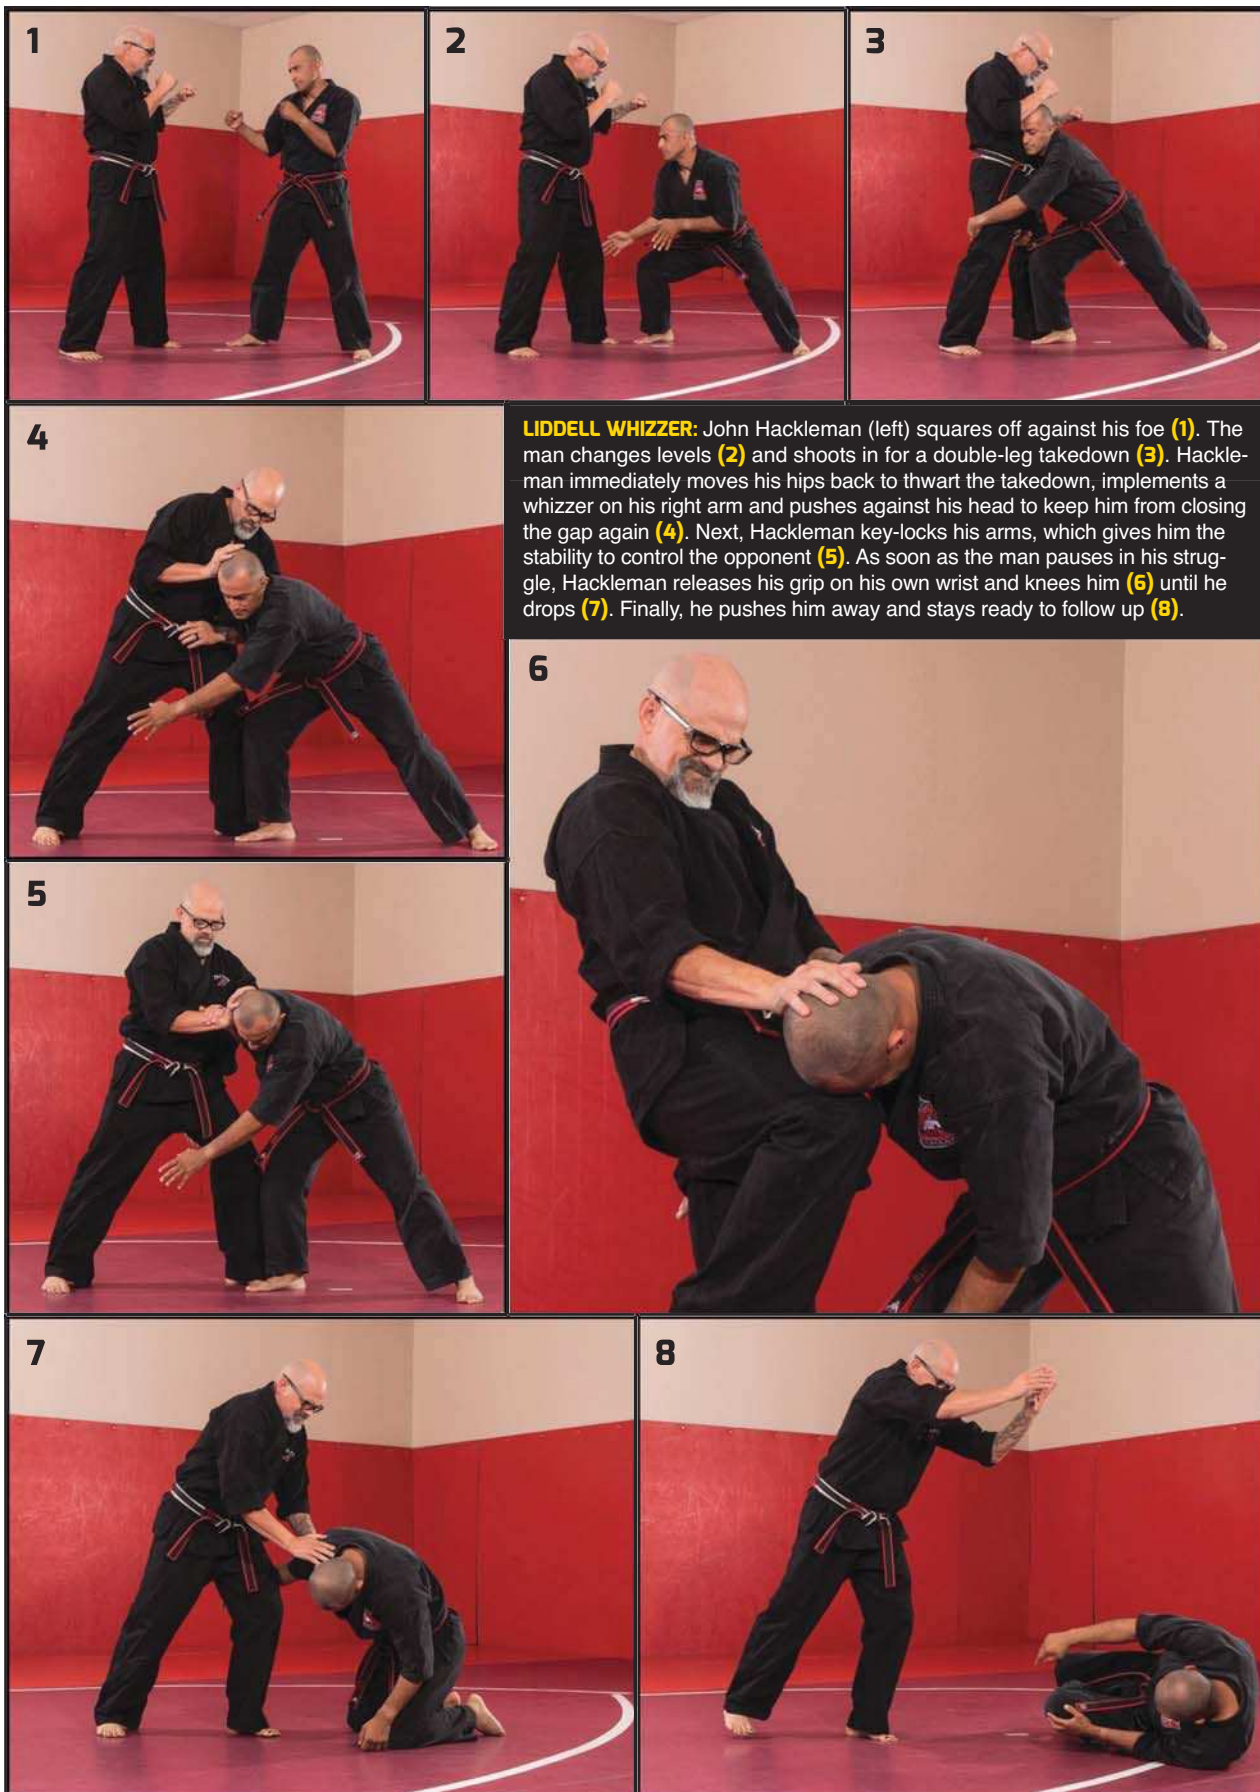 1
2
3
4
LIDDELL WHIZZER: John Hackleman (left) squares off against his foe (1). The
man changes levels (2) and shoots in for a double-leg takedown (3). Hackle-
man immediately moves his hips back to thwart the takedown, implements a
whizzer on his right arm and pushes against his head to keep him from closing
the gap again (4). Next, Hackleman key-locks his arms, which gives him the
stability to control the opponent (5). As soon as the man pauses in his strug-
gle, Hackleman releases his grip on his own wrist and knees him (6) until he
drops (7). Finally, he pushes him away and stays ready to follow up (8).
5
6
7
8